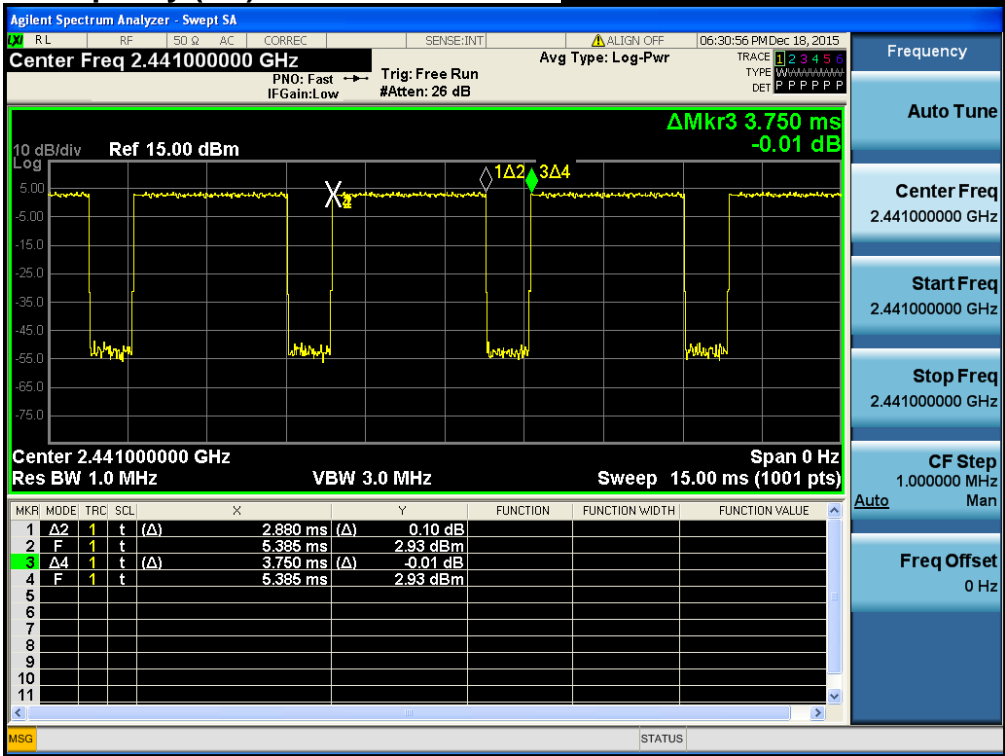 Agilent Spectrum Analyzer - Swept SA
LXI RL RF 50 Ω AC CORREC SENSE:INT ALIGN OFF 06:30:56 PM Dec 18, 2015
Center Freq 2.441000000 GHz
PNO: Fast
IFGain:Low
Trig: Free Run
#Atten: 26 dB
Avg Type: Log-Pwr
TRACE 1 2 3 4 5 6
TYPE WWWWWW
DET P P P P P P
ΔMkr3 3.750 ms
-0.01 dB
10 dB/div Ref 15.00 dBm
Log
1Δ2 3Δ4
5.00
-5.00
-15.0
-25.0
-35.0
-45.0
-55.0
-65.0
-75.0
Center 2.441000000 GHz Span 0 Hz
Res BW 1.0 MHz VBW 3.0 MHz Sweep 15.00 ms (1001 pts)
MKR MODE TRC SCL X Y FUNCTION FUNCTION WIDTH FUNCTION VALUE
1 Δ2 1 t (Δ) 2.880 ms (Δ) 0.10 dB
2 F 1 t 5.385 ms 2.93 dBm
3 Δ4 1 t (Δ) 3.750 ms (Δ) -0.01 dB
4 F 1 t 5.385 ms 2.93 dBm
5
6
7
8
9
10
11
MSG STATUS
Frequency
Auto Tune
Center Freq
2.441000000 GHz
Start Freq
2.441000000 GHz
Stop Freq
2.441000000 GHz
CF Step
1.000000 MHz
Auto Man
Freq Offset
0 Hz